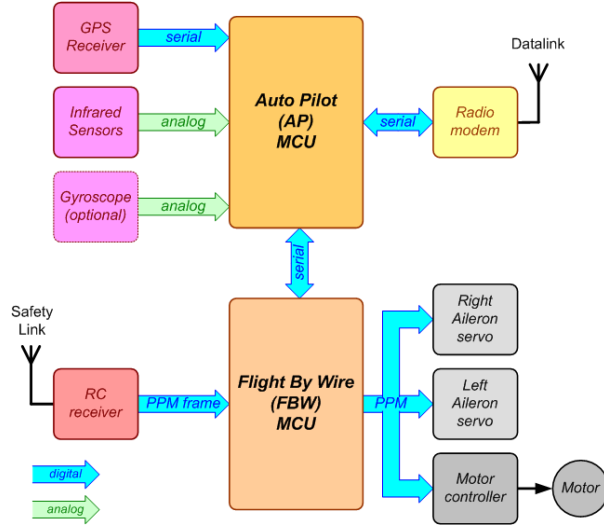 GPS
Receiver
serial
Infrared
Sensors
analog
Gyroscope
(optional)
analog
Auto Pilot
(AP)
MCU
serial
Radio
modem
Datalink
serial
Safety
Link
RC
receiver
PPM frame
Flight By Wire
(FBW)
MCU
PPM
Right
Aileron
servo
Left
Aileron
servo
Motor
controller
Motor
digital
analog